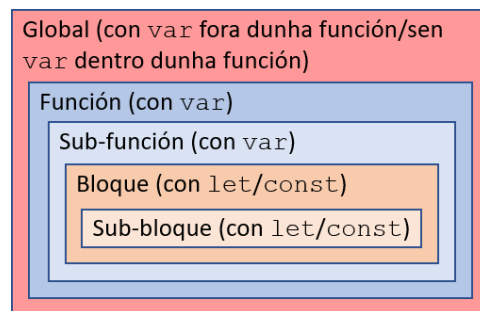 Global (con var fora dunha función/sen
var dentro dunha función)
Función (con var)
Sub-función (con var)
Bloque (con let/const)
Sub-bloque (con let/const)